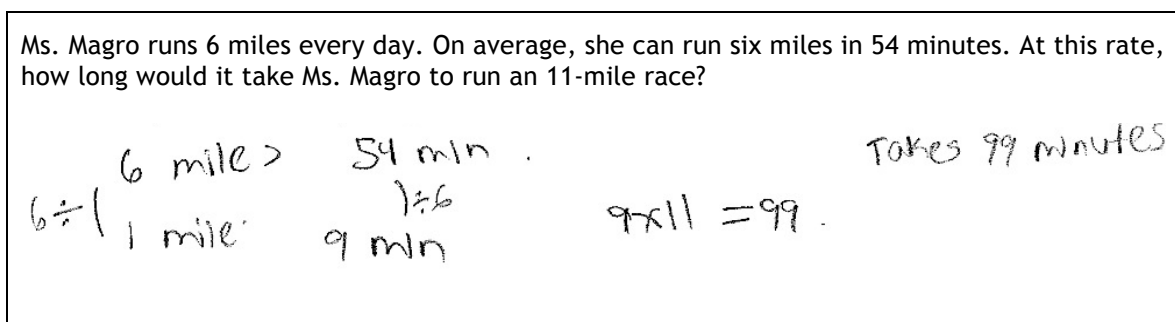 Ms. Magro runs 6 miles every day. On average, she can run six miles in 54 minutes. At this rate,
how long would it take Ms. Magro to run an 11-mile race?
6 mile > 54 min .
6÷( )÷6
1 mile 9 min
9x11 = 99 .
Takes 99 minutes